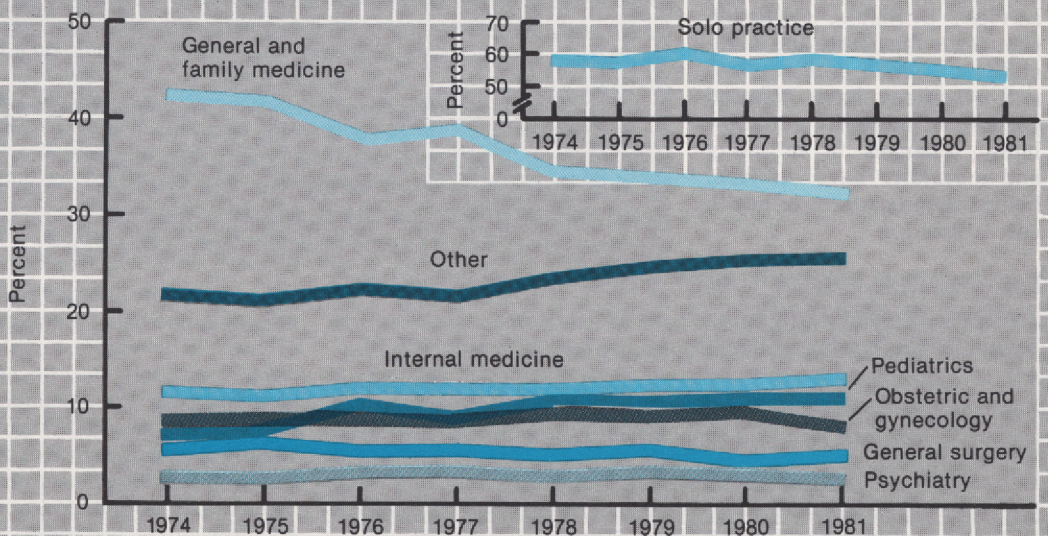 50
40
30
20
10
0
Percent
General and
family medicine
Other
Internal medicine
Pediatrics
Obstetric and
gynecology
General surgery
Psychiatry
1974 1975 1976 1977 1978 1979 1980 1981
Solo practice
Percent
70
60
50
0
1974 1975 1976 1977 1978 1979 1980 1981